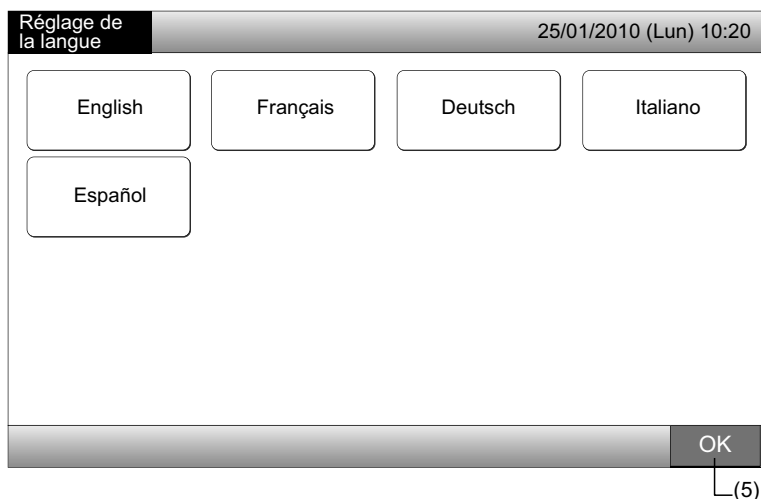 Réglage de
la langue
25/01/2010 (Lun) 10:20
English
Français
Deutsch
Italiano
Español
OK
(5)